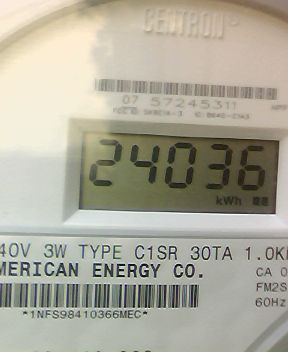 CENTRON
07 57245311
24036
kWh
40V 3W TYPE C1SR 30TA 1.0K
MERICAN ENERGY CO.
CA 0
FM2S
60Hz
*1NFS98410366MEC*